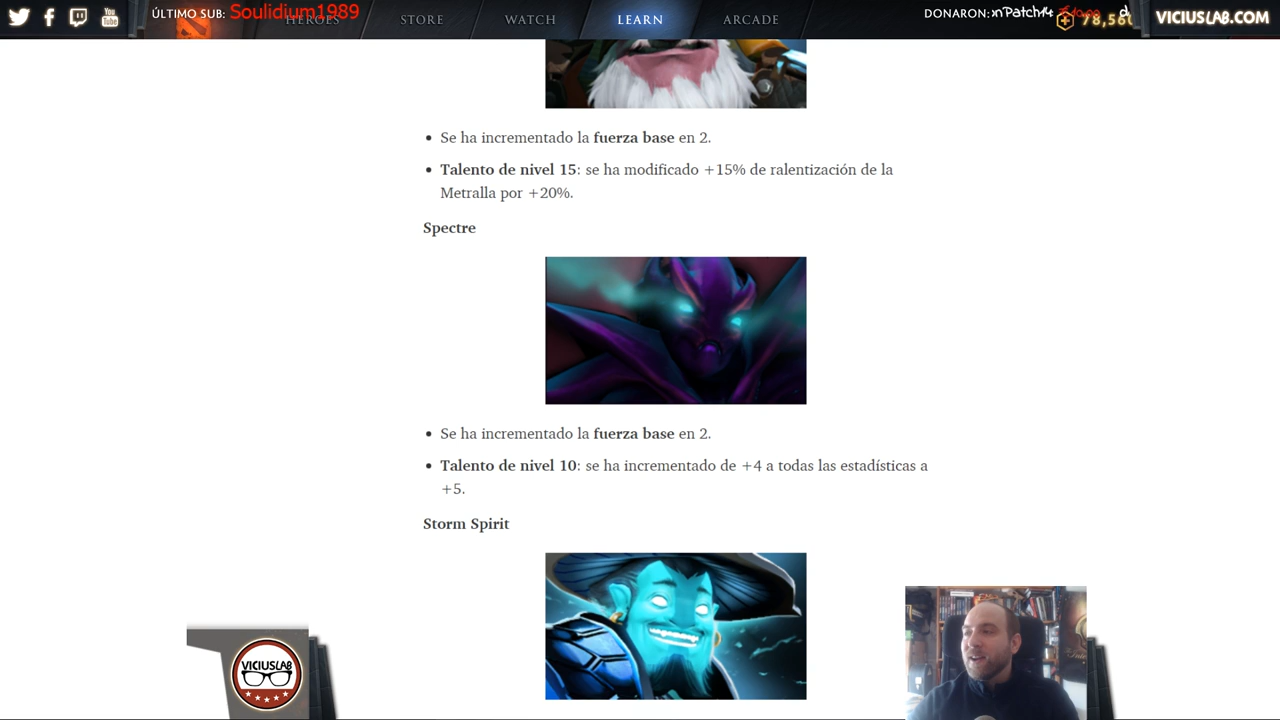 You Tube
ÚLTIMO SUB: Soulidium1989
HEROES
STORE
WATCH
LEARN
ARCADE
DONARON:
VICIUSLAB.COM
Se ha incrementado la fuerza base en 2.
Talento de nivel 15: se ha modificado +15% de ralentización de la
Metralla por +20%.
Spectre
Se ha incrementado la fuerza base en 2.
Talento de nivel 10: se ha incrementado de +4 a todas las estadísticas a
+5.
Storm Spirit
VICIUSLAB